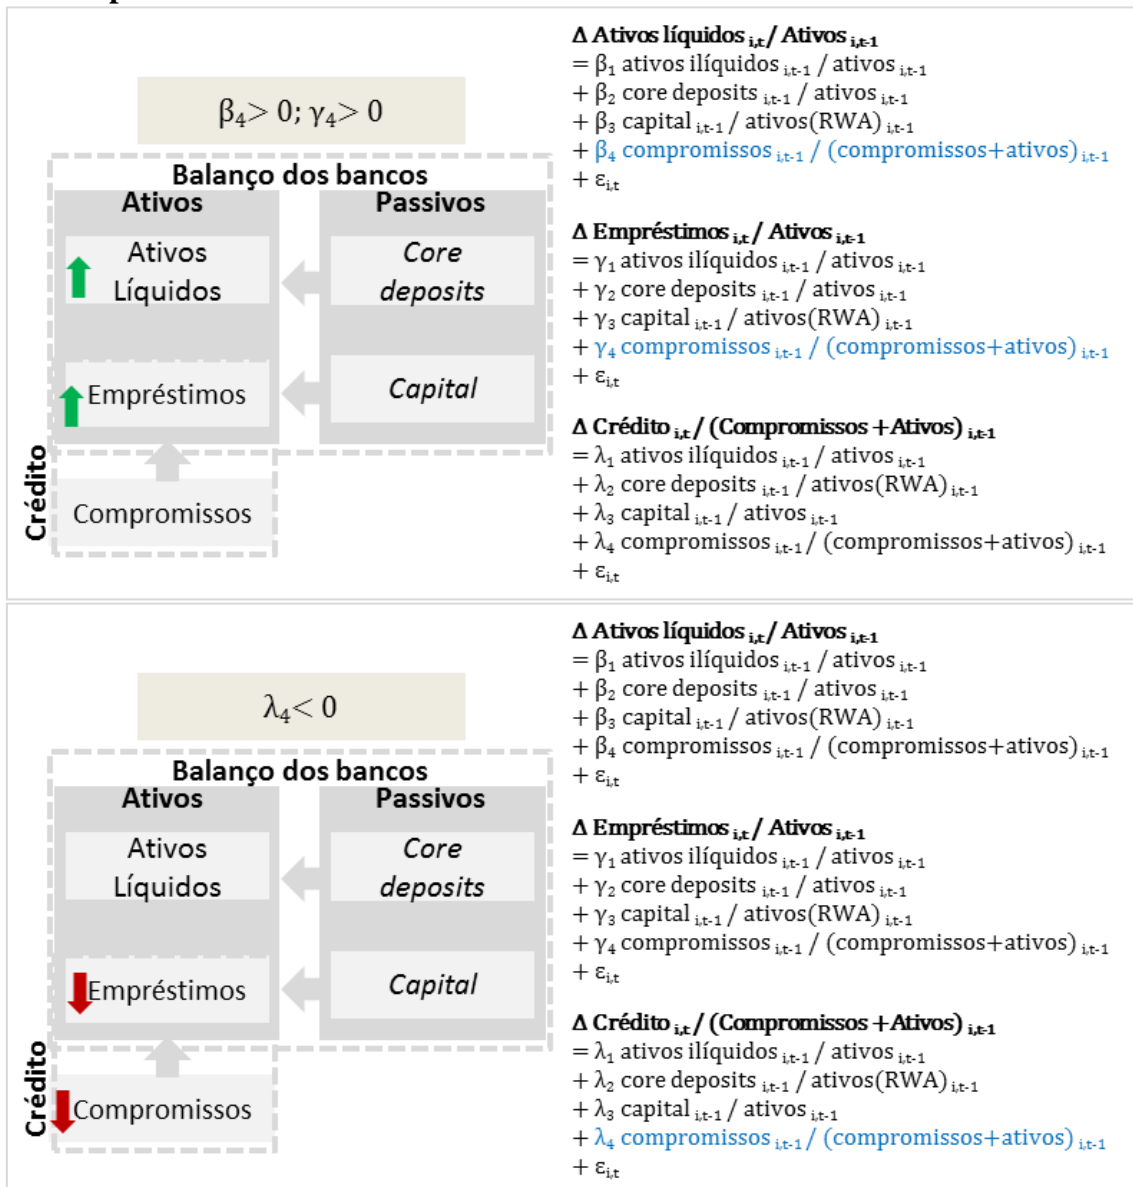 β₄> 0; γ₄> 0
Balanço dos bancos
Ativos
Passivos
Ativos
Líquidos
Core
deposits
Empréstimos
Capital
Crédito
Compromissos
Δ Ativos líquidos i,t / Ativos i,t-1
= β₁ ativos ilíquidos i,t-1 / ativos i,t-1
+ β₂ core deposits i,t-1 / ativos i,t-1
+ β₃ capital i,t-1 / ativos(RWA) i,t-1
+ β₄ compromissos i,t-1 / (compromissos+ativos) i,t-1
+ ε i,t
Δ Empréstimos i,t / Ativos i,t-1
= γ₁ ativos ilíquidos i,t-1 / ativos i,t-1
+ γ₂ core deposits i,t-1 / ativos i,t-1
+ γ₃ capital i,t-1 / ativos(RWA) i,t-1
+ γ₄ compromissos i,t-1 / (compromissos+ativos) i,t-1
+ ε i,t
Δ Crédito i,t / (Compromissos +Ativos) i,t-1
= λ₁ ativos ilíquidos i,t-1 / ativos i,t-1
+ λ₂ core deposits i,t-1 / ativos(RWA) i,t-1
+ λ₃ capital i,t-1 / ativos i,t-1
+ λ₄ compromissos i,t-1 / (compromissos+ativos) i,t-1
+ ε i,t
λ₄< 0
Balanço dos bancos
Ativos
Passivos
Ativos
Líquidos
Core
deposits
Empréstimos
Capital
Crédito
Compromissos
Δ Ativos líquidos i,t / Ativos i,t-1
= β₁ ativos ilíquidos i,t-1 / ativos i,t-1
+ β₂ core deposits i,t-1 / ativos i,t-1
+ β₃ capital i,t-1 / ativos(RWA) i,t-1
+ β₄ compromissos i,t-1 / (compromissos+ativos) i,t-1
+ ε i,t
Δ Empréstimos i,t / Ativos i,t-1
= γ₁ ativos ilíquidos i,t-1 / ativos i,t-1
+ γ₂ core deposits i,t-1 / ativos i,t-1
+ γ₃ capital i,t-1 / ativos(RWA) i,t-1
+ γ₄ compromissos i,t-1 / (compromissos+ativos) i,t-1
+ ε i,t
Δ Crédito i,t / (Compromissos +Ativos) i,t-1
= λ₁ ativos ilíquidos i,t-1 / ativos i,t-1
+ λ₂ core deposits i,t-1 / ativos(RWA) i,t-1
+ λ₃ capital i,t-1 / ativos i,t-1
+ λ₄ compromissos i,t-1 / (compromissos+ativos) i,t-1
+ ε i,t